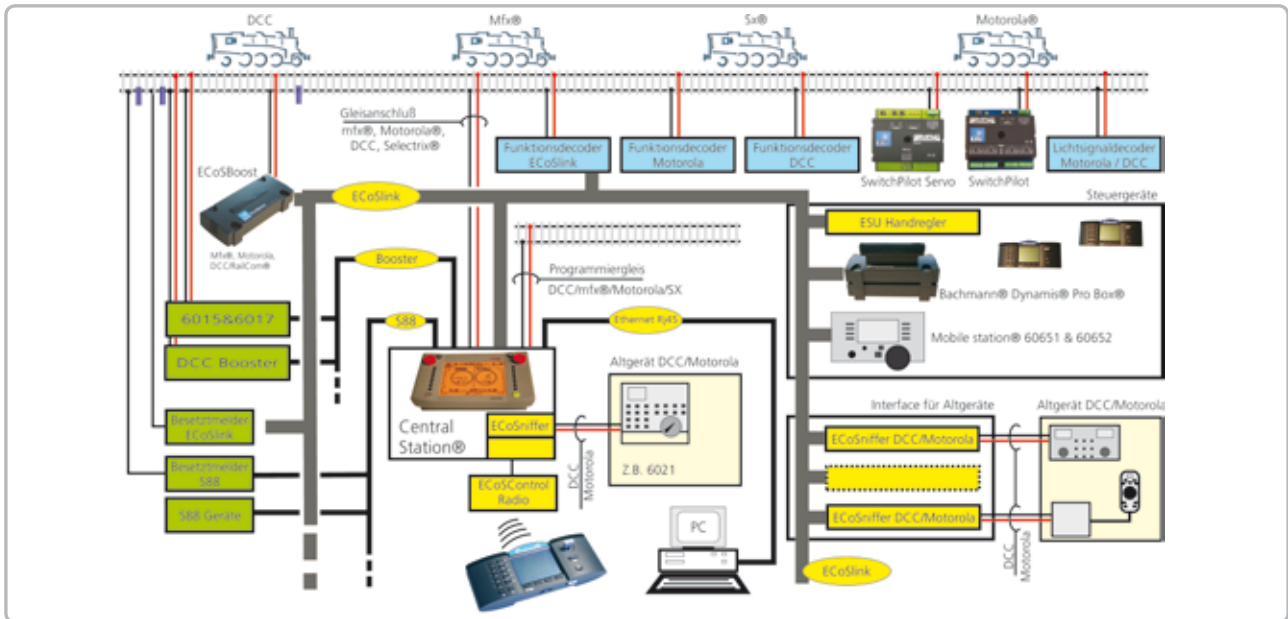 DCC
Mfx®
Sx®
Motorola®
Gleisanschluß
mfx®, Motorola®,
DCC, Selectrix®
Funktionsdecoder
ECoSlink
Funktionsdecoder
Motorola
Funktionsdecoder
DCC
SwitchPilot Servo
SwitchPilot
Lichtsignaldecoder
Motorola / DCC
ECoSBoost
Mfx®, Motorola,
DCC/RailCom®
ECoSlink
Steuergeräte
ESU Handregler
Bachmann® Dynamis® Pro Box®
Mobile station® 60651 & 60652
Booster
Programmiergleis
DCC/mfx®/Motorola/SX
6015&6017
S88
Ethernet Rj45
DCC Booster
Altgerät DCC/Motorola
Central
Station®
ECoSniffer
Z.B. 6021
DCC
Motorola
ECoSControl
Radio
Besetztmelder
ECoSlink
Besetztmelder
S88
S88 Geräte
PC
Interface für Altgeräte
Altgerät DCC/Motorola
ECoSniffer DCC/Motorola
ECoSniffer DCC/Motorola
DCC
Motorola
DCC
Motorola
ECoSlink